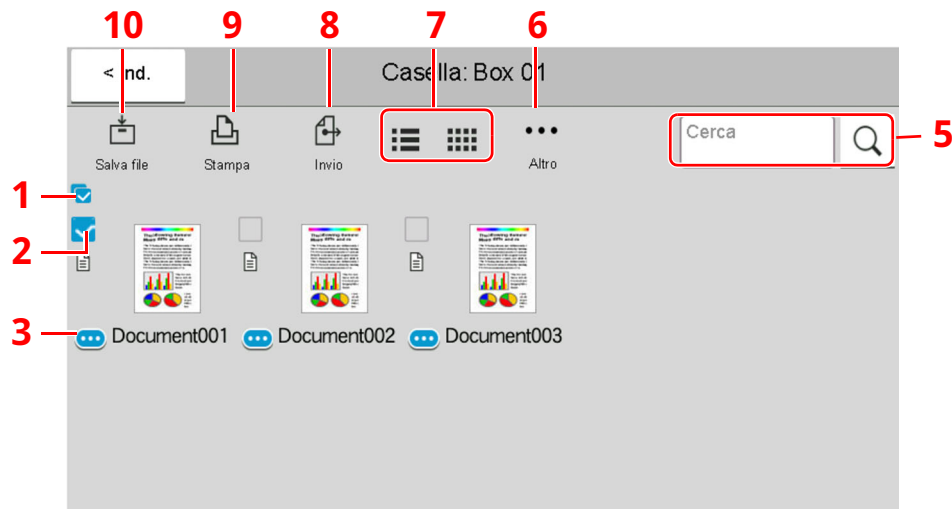 10 9 8 7 6
< Ind. Casella: Box 01
Salva file Stampa Invio Altro Cerca 5
1
2
3 Document001 Document002 Document003